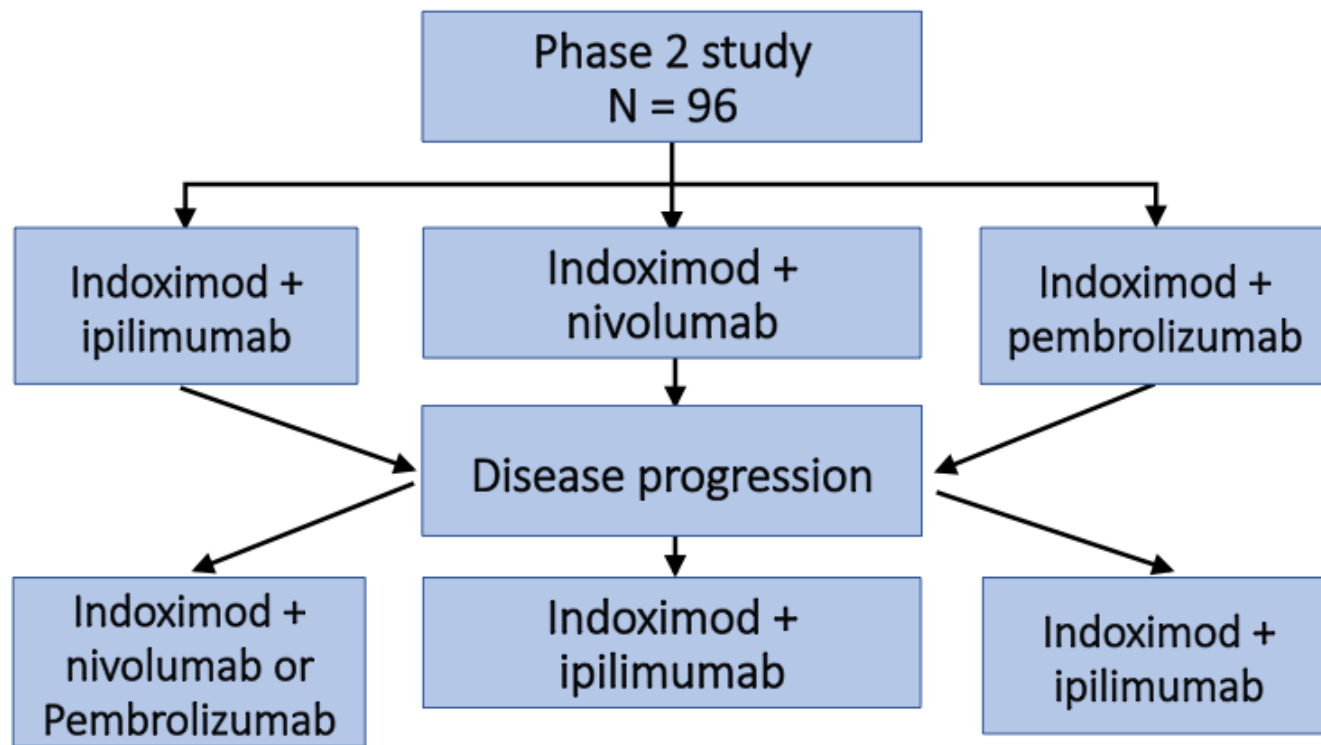 Phase 2 study
N = 96
Indoximod +
ipilimumab
Indoximod +
nivolumab
Indoximod +
pembrolizumab
Disease progression
Indoximod +
nivolumab or
Pembrolizumab
Indoximod +
ipilimumab
Indoximod +
ipilimumab